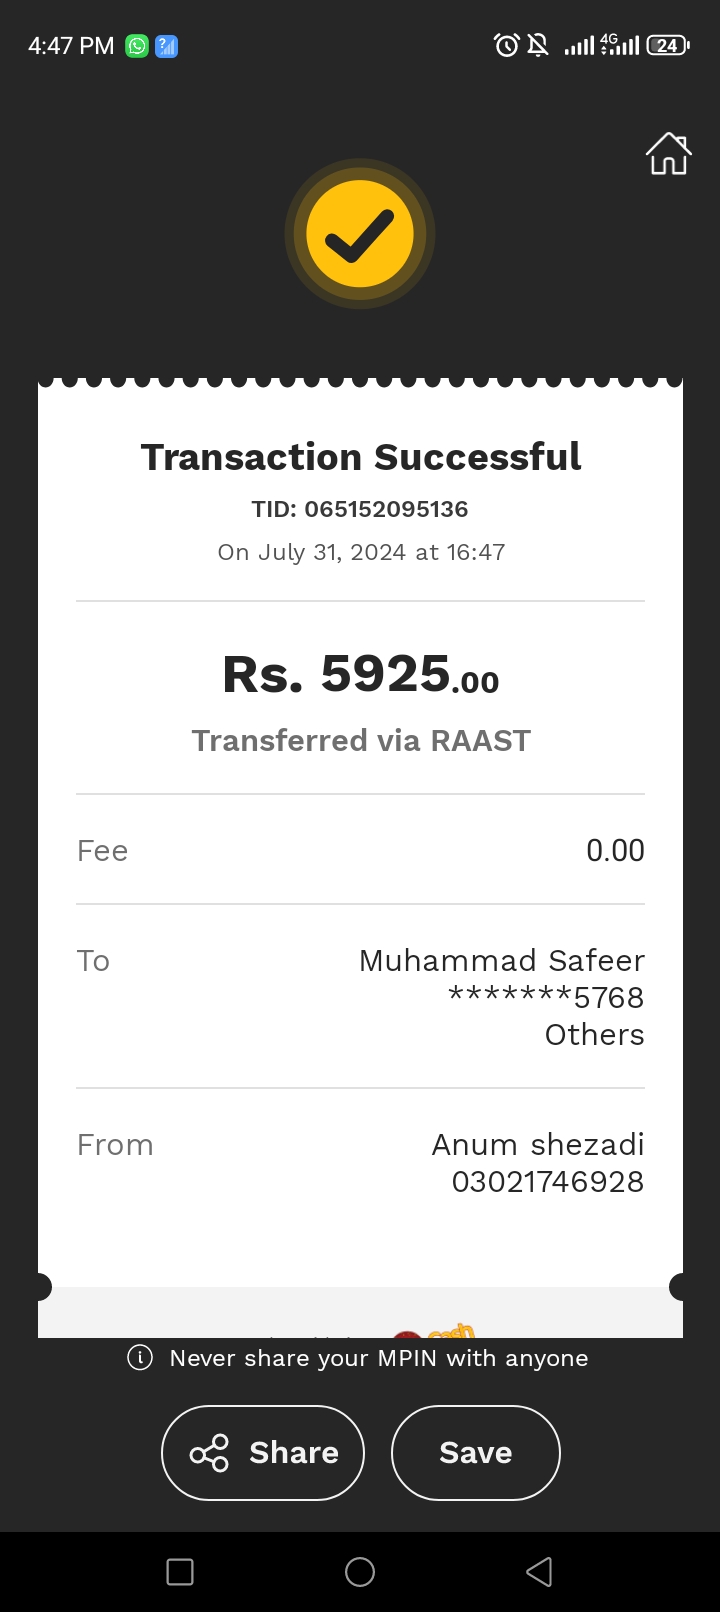 4:47 PM ? 4G 24
Transaction Successful
TID: 065152095136
On July 31, 2024 at 16:47
Rs. 5925.00
Transferred via RAAST
Fee 0.00
To Muhammad Safeer
*******5768
Others
From Anum shezadi
03021746928
cash
Never share your MPIN with anyone
Share Save